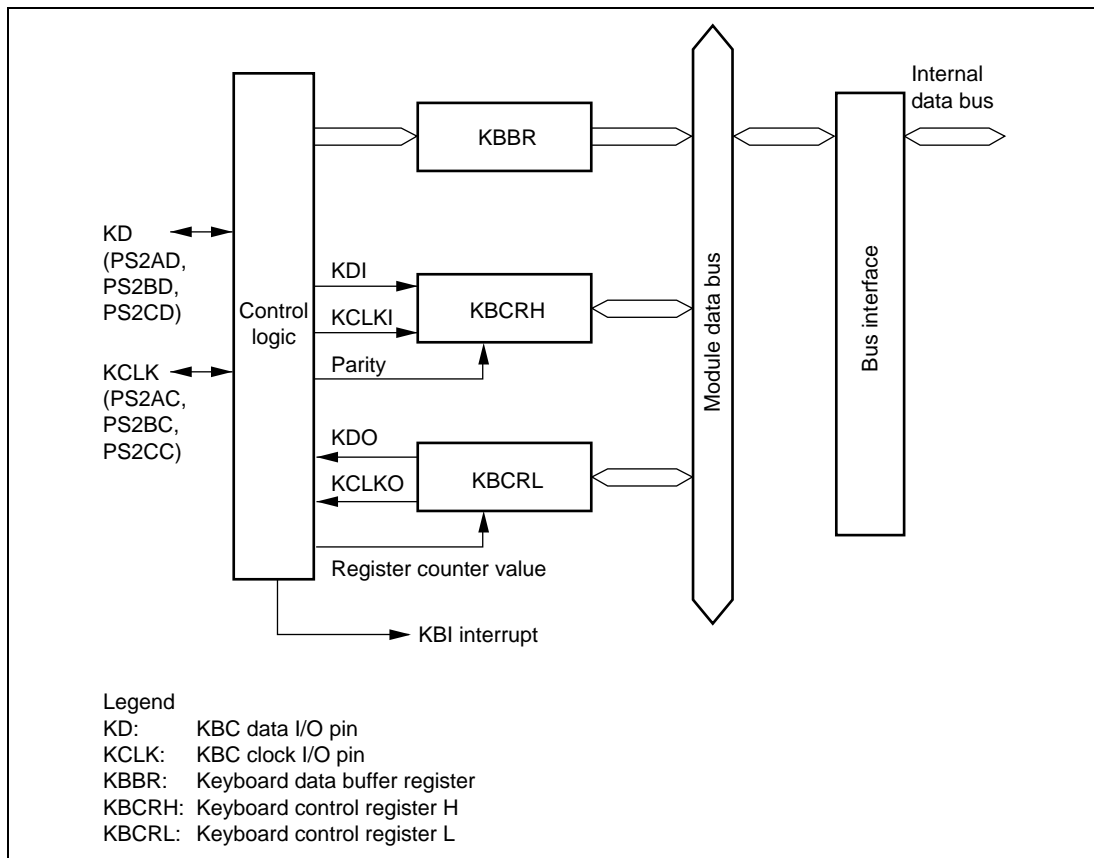 Internal
data bus
KBBR
KD
(PS2AD,
PS2BD,
PS2CD)
KCLK
(PS2AC,
PS2BC,
PS2CC)
Control
logic
KDI
KCLKI
Parity
KBCRH
KDO
KCLKO
Register counter value
KBCRL
Module data bus
Bus interface
KBI interrupt
Legend
KD: KBC data I/O pin
KCLK: KBC clock I/O pin
KBBR: Keyboard data buffer register
KBCRH: Keyboard control register H
KBCRL: Keyboard control register L